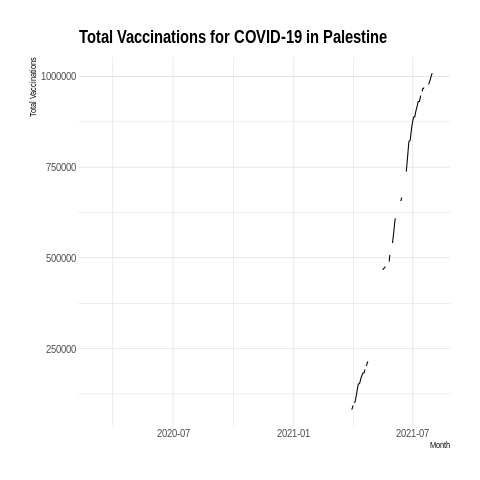 Total Vaccinations for COVID-19 in Palestine
Total Vaccinations
1000000
750000
500000
250000
2020-07
2021-01
2021-07
Month